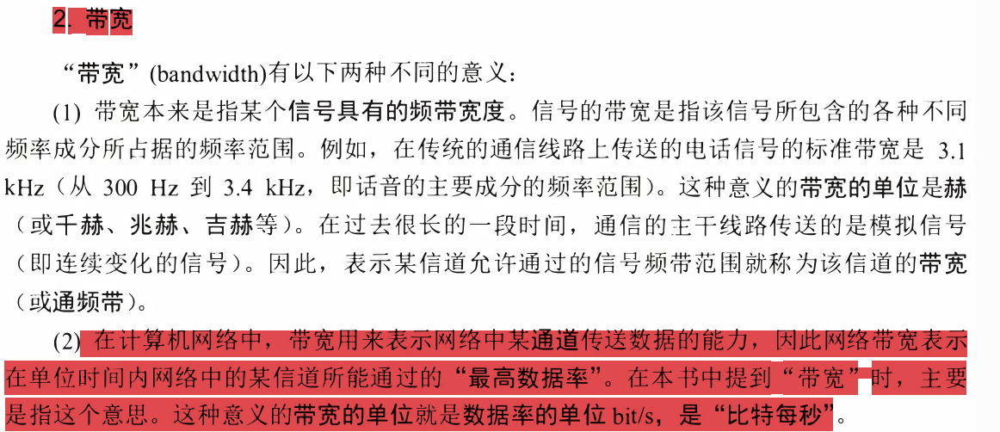 2. 带宽
“带宽”(bandwidth)有以下两种不同的意义：
(1) 带宽本来是指某个信号具有的频带宽度。信号的带宽是指该信号所包含的各种不同
频率成分所占据的频率范围。例如，在传统的通信线路上传送的电话信号的标准带宽是 3.1
kHz（从 300 Hz 到 3.4 kHz，即话音的主要成分的频率范围）。这种意义的带宽的单位是赫
（或千赫、兆赫、吉赫等）。在过去很长的一段时间，通信的主干线路传送的是模拟信号
（即连续变化的信号）。因此，表示某信道允许通过的信号频带范围就称为该信道的带宽
（或通频带）。
(2) 在计算机网络中，带宽用来表示网络中某通道传送数据的能力，因此网络带宽表示
在单位时间内网络中的某信道所能通过的“最高数据率”。在本书中提到“带宽”时，主要
是指这个意思。这种意义的带宽的单位就是数据率的单位 bit/s，是“比特每秒”。